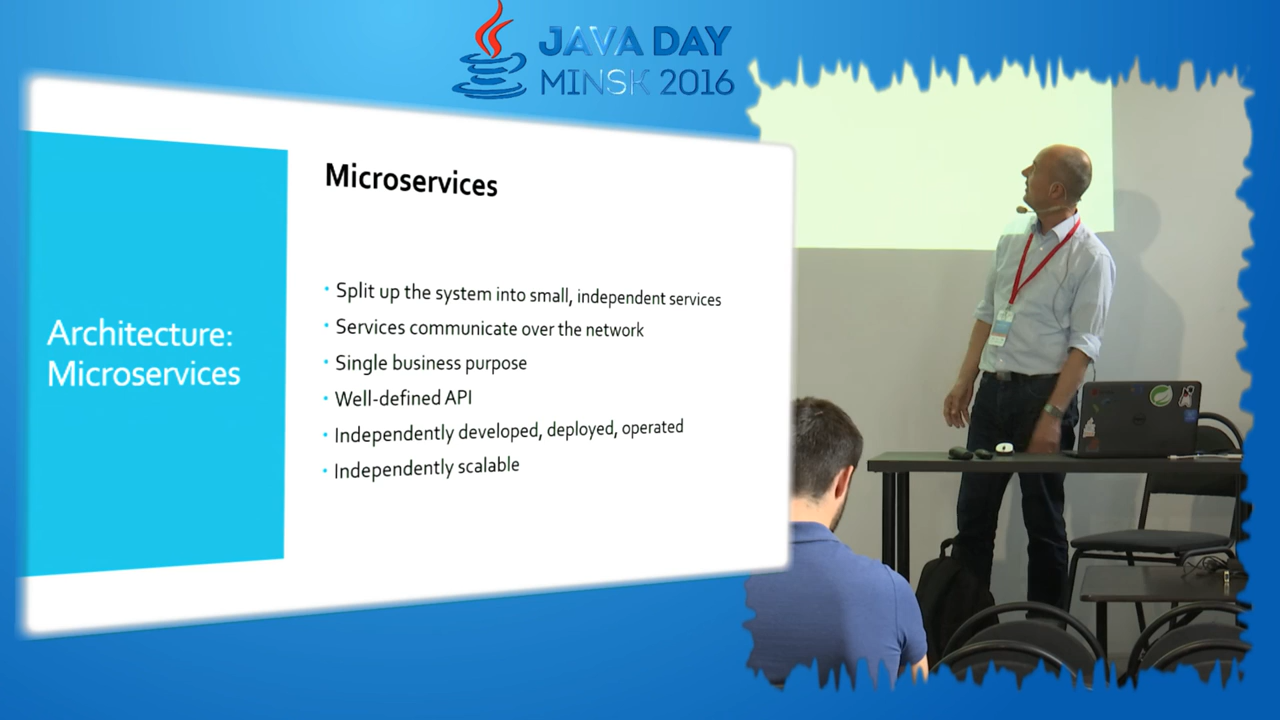 JAVA DAY
MINSK 2016
Microservices
Architecture:
Microservices
• Split up the system into small, independent services
• Services communicate over the network
• Single business purpose
• Well-defined API
• Independently developed, deployed, operated
• Independently scalable